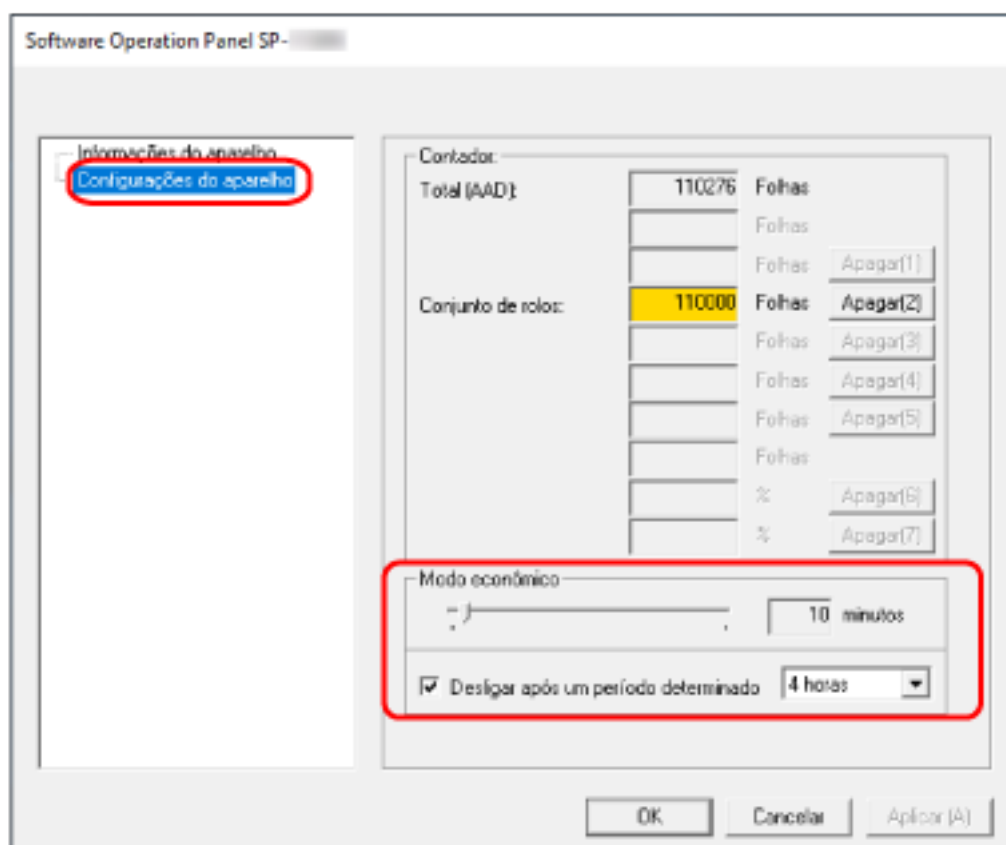 Software Operation Panel SP-
Informações do aparelho
Configurações do aparelho
Contador:
Total (AAD): 110276 Folhas
Folhas
Folhas Apagar(1)
Conjunto de rolos: 110000 Folhas Apagar(2)
Folhas Apagar(3)
Folhas Apagar(4)
Folhas Apagar(5)
Folhas
% Apagar(6)
% Apagar(7)
Modo econômico
10 minutos
Desligar após um período determinado 4 horas
OK Cancelar Aplicar (A)